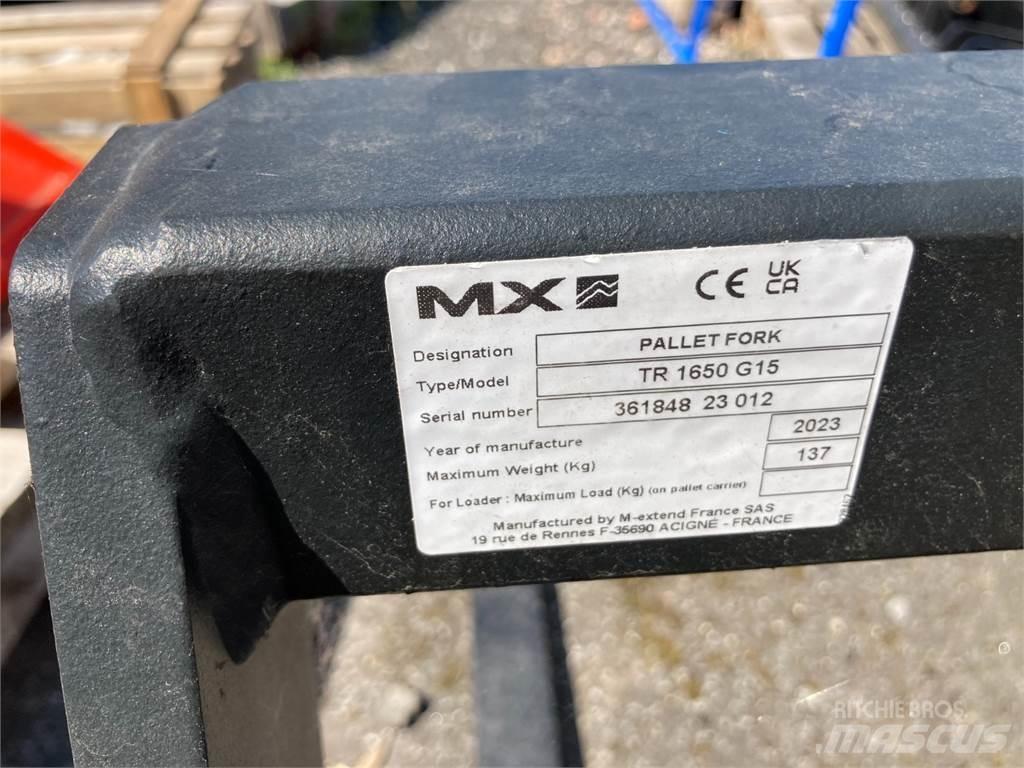 MX CE UK
CA
Designation PALLET FORK
Type/Model TR 1650 G15
Serial number 361848 23 012
Year of manufacture 2023
Maximum Weight (Kg) 137
For Loader : Maximum Load (Kg) (on pallet carrier)
Manufactured by M-extend France SAS
19 rue de Rennes F-35690 ACIGNÉ - FRANCE
RITCHIE BROS.
mascus